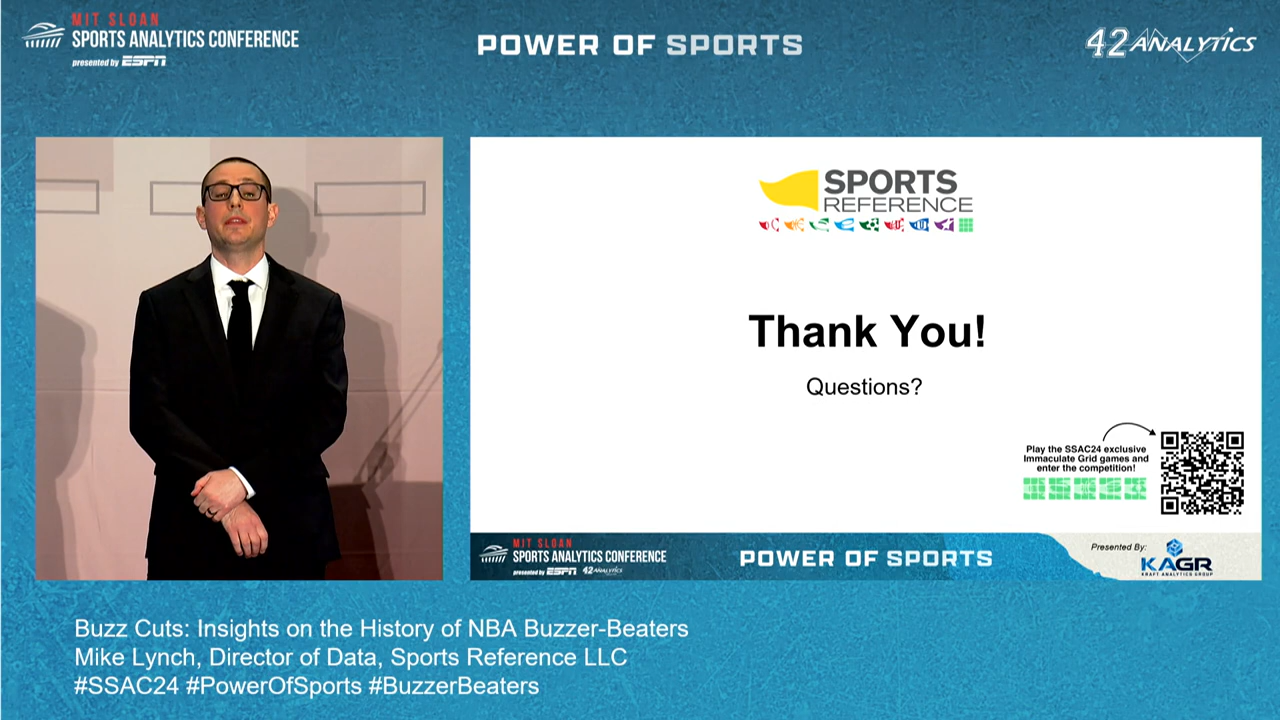 MIT SLOAN
SPORTS ANALYTICS CONFERENCE
presented by ESPN
POWER OF SPORTS
42 ANALYTICS
SPORTS
REFERENCE
Thank You!
Questions?
Play the SSAC24 exclusive
Immaculate Grid games and
enter the competition!
MIT SLOAN
SPORTS ANALYTICS CONFERENCE
presented by ESPN 42 ANALYTICS
POWER OF SPORTS
Presented By:
KAGR
KRAFT ANALYTICS GROUP
Buzz Cuts: Insights on the History of NBA Buzzer-Beaters
Mike Lynch, Director of Data, Sports Reference LLC
#SSAC24 #PowerOfSports #BuzzerBeaters